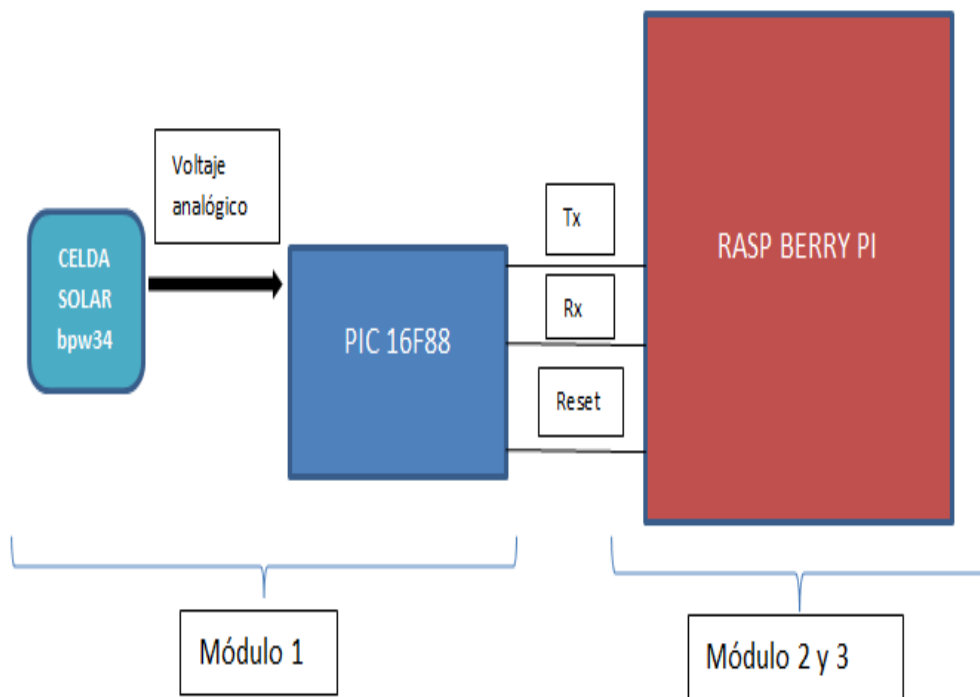 Voltaje
analógico
CELDA
SOLAR
bpw34
PIC 16F88
Tx
Rx
Reset
RASP BERRY PI
Módulo 1
Módulo 2 y 3